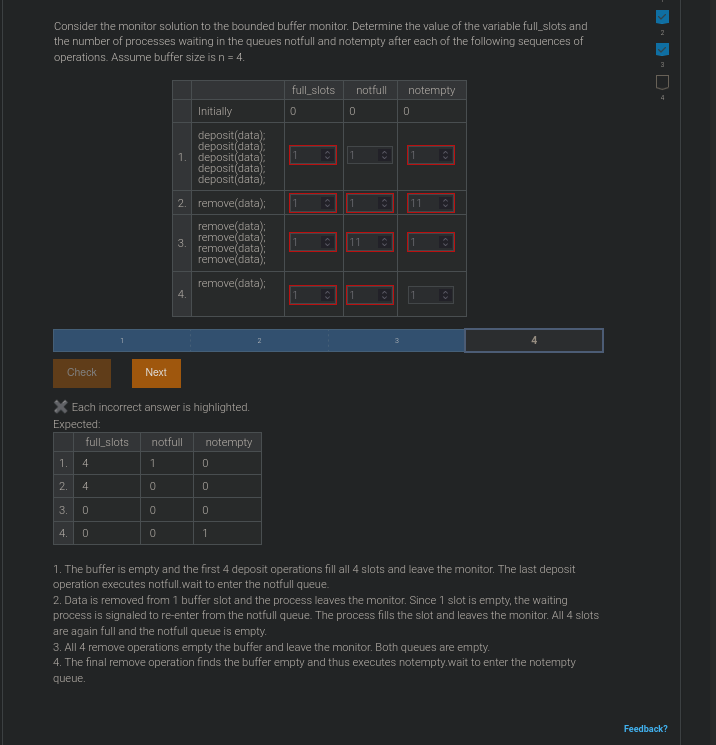 Consider the monitor solution to the bounded buffer monitor. Determine the value of the variable full_slots and
the number of processes waiting in the queues notfull and notempty after each of the following sequences of
operations. Assume buffer size is n = 4.
2
3
4
full_slots notfull notempty
Initially 0 0 0
1. deposit(data);
deposit(data);
deposit(data);
deposit(data);
deposit(data);
1 1 1
2. remove(data); 1 1 11
3. remove(data);
remove(data);
remove(data);
remove(data);
1 11 1
4. remove(data);
1 1 1
1 2 3 4
Check Next
Each incorrect answer is highlighted.
Expected:
full_slots notfull notempty
1. 4 1 0
2. 4 0 0
3. 0 0 0
4. 0 0 1
1. The buffer is empty and the first 4 deposit operations fill all 4 slots and leave the monitor. The last deposit
operation executes notfull.wait to enter the notfull queue.
2. Data is removed from 1 buffer slot and the process leaves the monitor. Since 1 slot is empty, the waiting
process is signaled to re-enter from the notfull queue. The process fills the slot and leaves the monitor. All 4 slots
are again full and the notfull queue is empty.
3. All 4 remove operations empty the buffer and leave the monitor. Both queues are empty.
4. The final remove operation finds the buffer empty and thus executes notempty.wait to enter the notempty
queue.
Feedback?